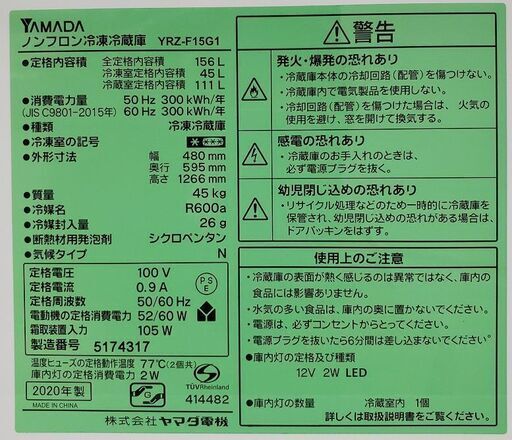 YAMADA
ノンフロン冷凍冷蔵庫 YRZ-F15G1
●定格内容積 全定格内容積 156 L
冷凍室定格内容積 45 L
冷蔵室定格内容積 111 L
●消費電力量 50 Hz 300 kWh/年
(JIS C9801-2015年) 60 Hz 300 kWh/年
●種類 冷凍冷蔵庫
●冷凍室の記号
●外形寸法 幅 480 mm
奥行 595 mm
高さ 1266 mm
●質量 45 kg
●冷媒名 R600a
●冷媒封入量 26 g
●断熱材用発泡剤 シクロペンタン
●気候タイプ N
定格電圧 100 V
定格電流 0.9 A
定格周波数 50/60 Hz
電動機の定格消費電力 52/60 W
霜取装置入力 105 W
製造番号 5174317
PSE
温度ヒューズの定格動作温度 77℃(2個共)
庫内灯の定格消費電力 2 W
2020年製
MADE IN CHINA
G
TÜVRheinland
414482
株式会社 ヤマダ電機
⚠警告
発火・爆発の恐れあり
・冷蔵庫本体の冷却回路(配管)を傷つけない。
・冷蔵庫内で電気製品を使用しない。
・冷却回路(配管)を傷つけた場合は、火気の
使用を避け、窓を開けて換気する。
感電の恐れあり
・冷蔵庫のお手入れのときは、
必ず電源プラグを抜く。
幼児閉じ込めの恐れあり
・リサイクル処理などのため一時的に冷蔵庫を
保管され、幼児閉じ込めの恐れがある場合は、
ドアパッキンをはずす。
使用上のご注意
・冷蔵庫の表面が熱く感じるのは異常ではなく、庫内の
食品には影響ありません。
・水気の多い食品は、庫内の奥に置かないでください。
・電源は、必ずコンセントからとってください。
・電源プラグを抜いたら6分間は差し込まないでください。
●庫内灯の定格及び種類
12V 2W LED
●庫内灯の数量 冷蔵室内 1個
詳しくは取扱説明書をご覧ください。